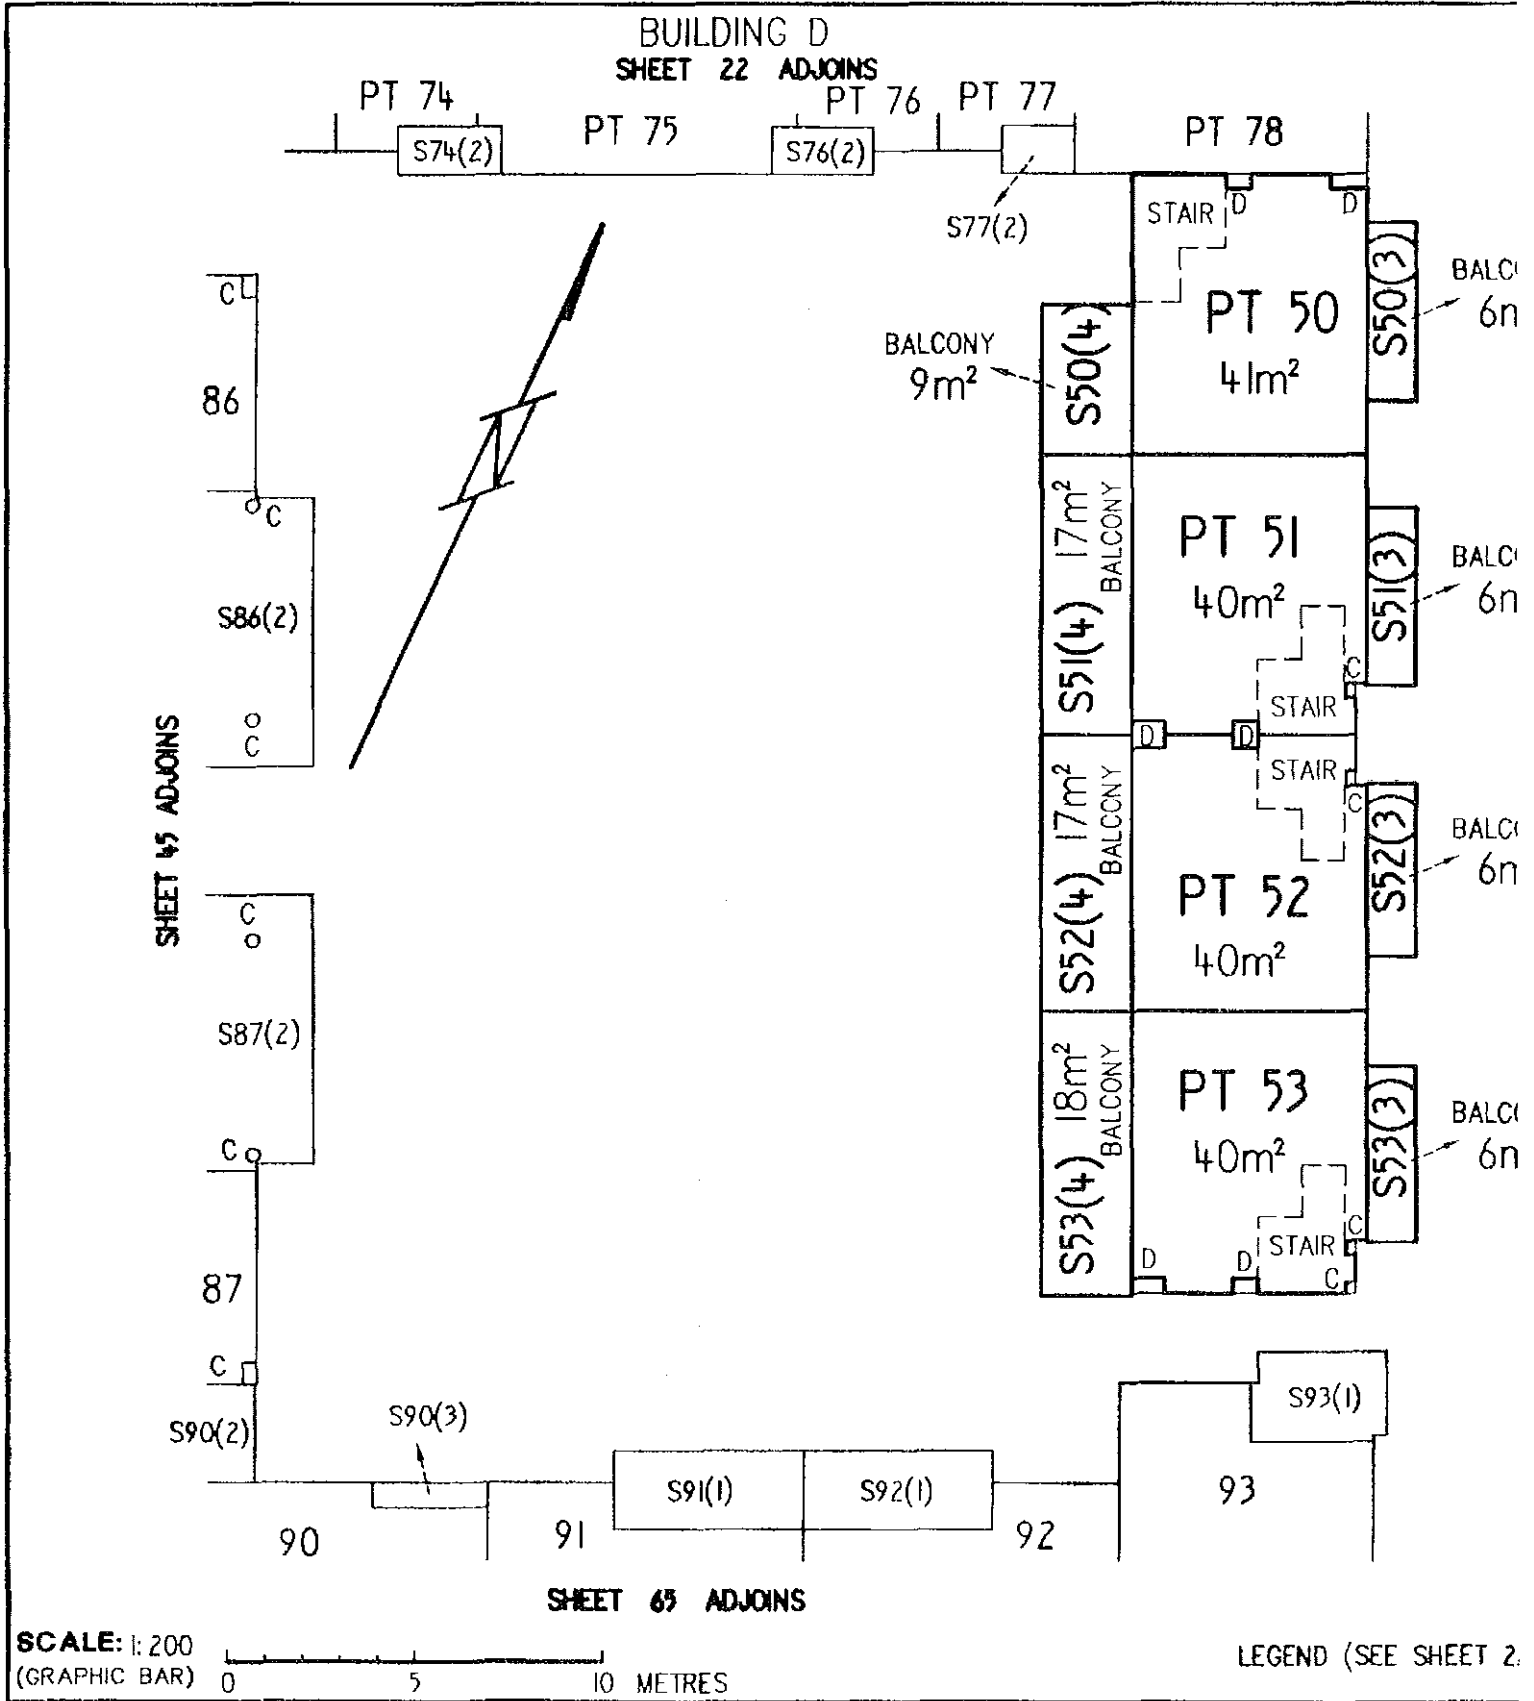 BUILDING D
SHEET 22 ADJOINS
PT 74
PT 75
PT 76
PT 77
PT 78
S74(2)
S76(2)
S77(2)
STAIR
D
D
C
86
C
S86(2)
C
SHEET 45 ADJOINS
C
S87(2)
C
87
C
S90(2)
N
BALCONY
9m²
S50(4)
PT 50
41m²
S50(3)
S51(4) 17m²
BALCONY
PT 51
40m²
S51(3)
C
STAIR
D
D
STAIR
C
S52(4) 17m²
BALCONY
PT 52
40m²
S52(3)
S53(4) 18m²
BALCONY
PT 53
40m²
S53(3)
C
STAIR
D
D
C
S90(3)
S91(1)
S92(1)
S93(1)
90
91
92
93
SHEET 65 ADJOINS
SCALE: 1:200
(GRAPHIC BAR)
0 5 10 METRES
LEGEND (SEE SHEET